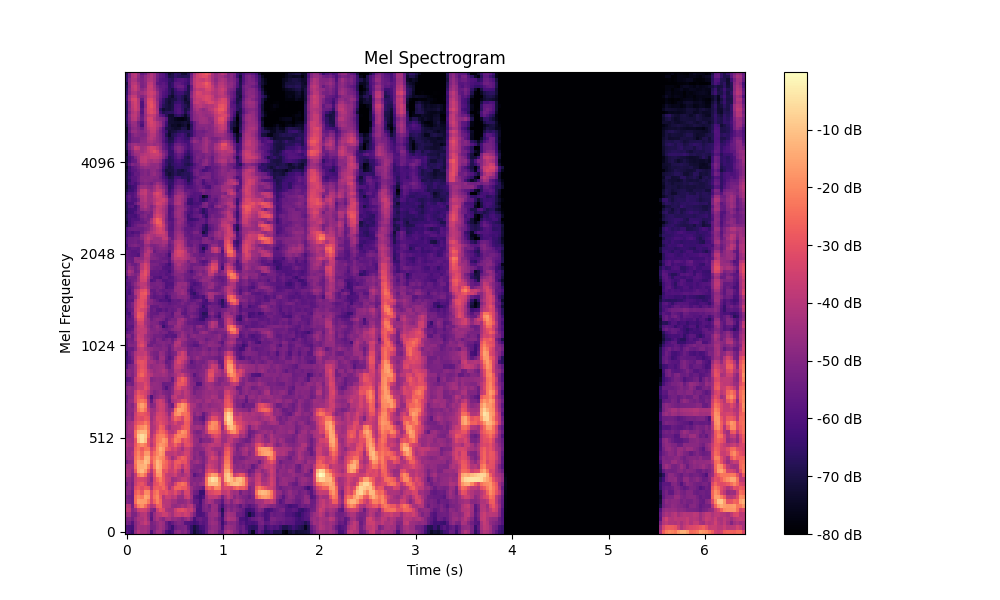 Mel Spectrogram
Mel Frequency
4096
2048
1024
512
0
0 1 2 3 4 5 6
Time (s)
-10 dB
-20 dB
-30 dB
-40 dB
-50 dB
-60 dB
-70 dB
-80 dB